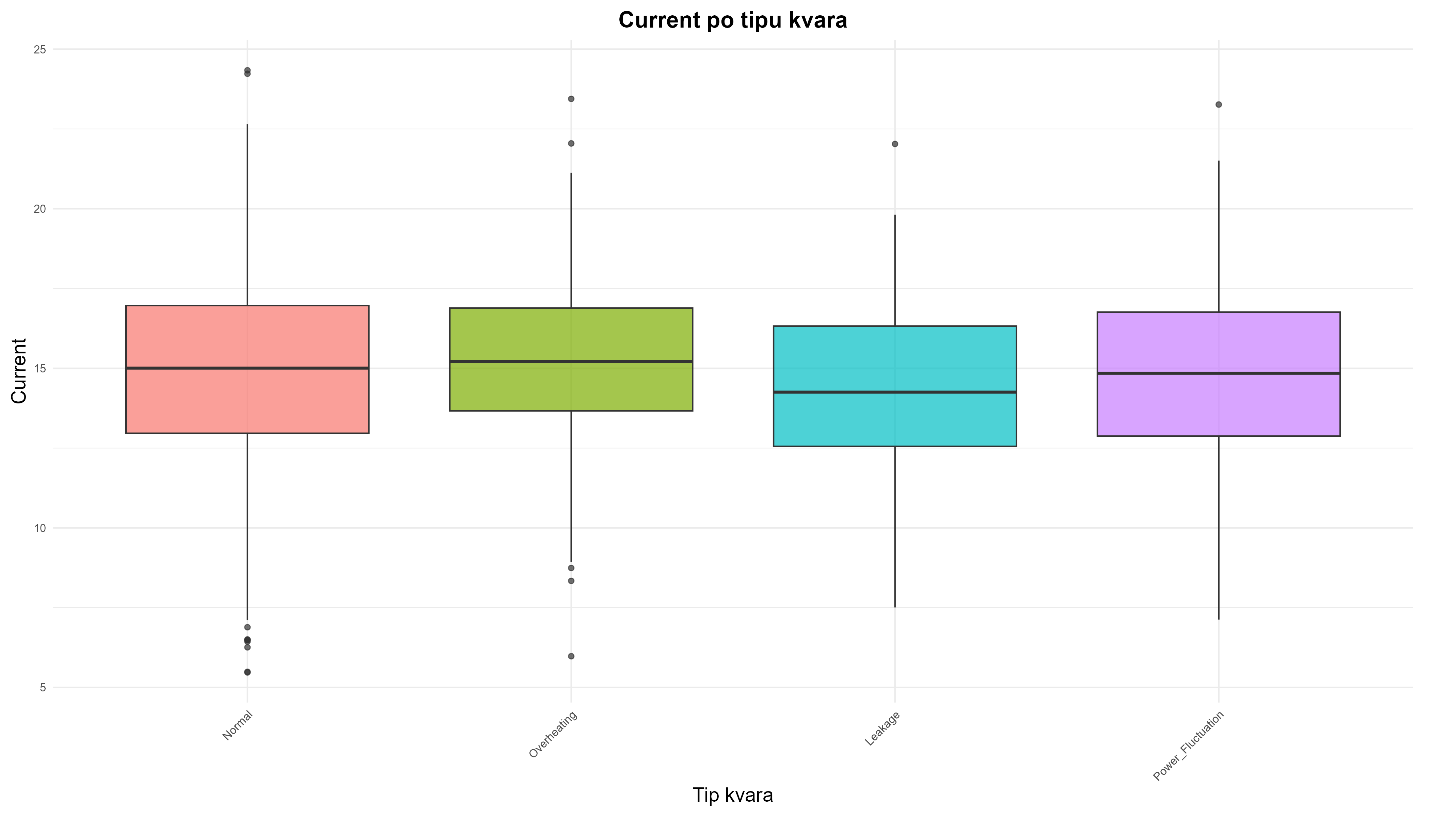 Current po tipu kvara
Current
25
20
15
10
5
Normal
Overheating
Leakage
Power_Fluctuation
Tip kvara